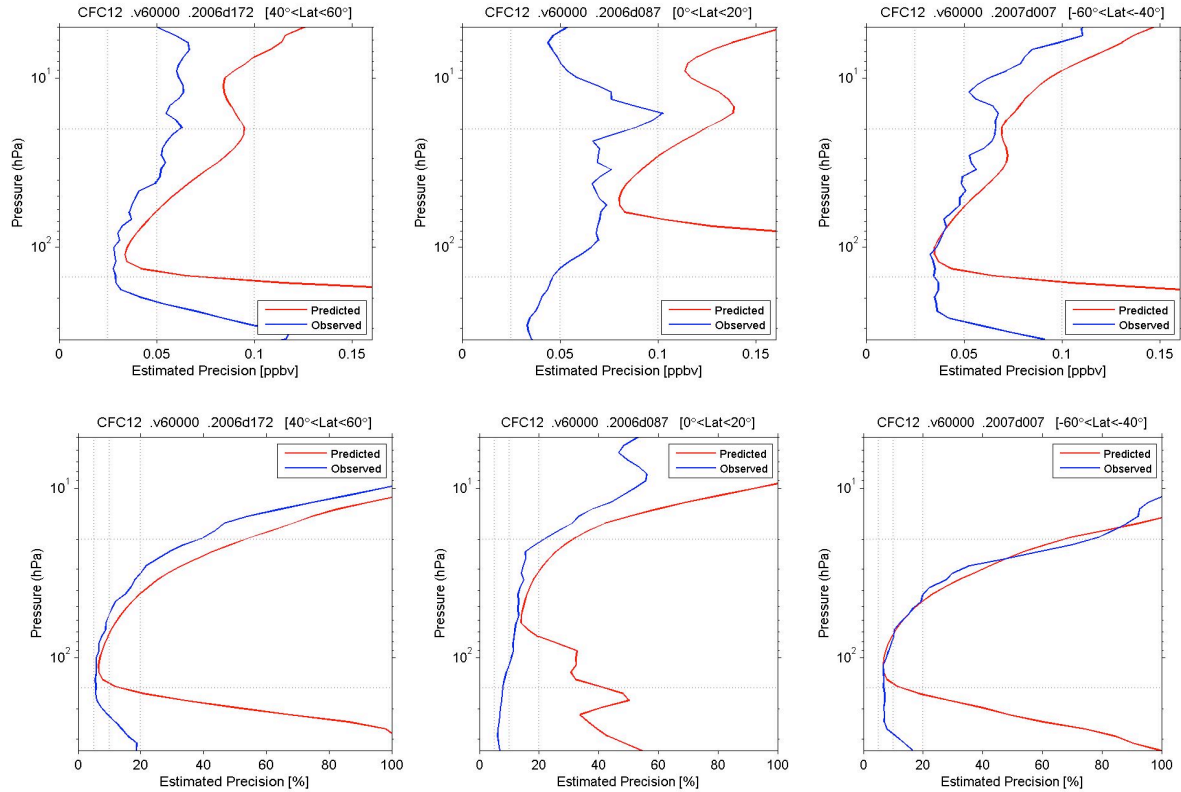 CFC12 .v60000 .2006d172 [40°<Lat<60°]
10¹
10²
Pressure (hPa)
Predicted
Observed
0 0.05 0.1 0.15
Estimated Precision [ppbv]
CFC12 .v60000 .2006d087 [0°<Lat<20°]
10¹
10²
Pressure (hPa)
Predicted
Observed
0 0.05 0.1 0.15
Estimated Precision [ppbv]
CFC12 .v60000 .2007d007 [-60°<Lat<-40°]
10¹
10²
Pressure (hPa)
Predicted
Observed
0 0.05 0.1 0.15
Estimated Precision [ppbv]
CFC12 .v60000 .2006d172 [40°<Lat<60°]
Predicted
Observed
10¹
10²
Pressure (hPa)
0 20 40 60 80 100
Estimated Precision [%]
CFC12 .v60000 .2006d087 [0°<Lat<20°]
Predicted
Observed
10¹
10²
Pressure (hPa)
0 20 40 60 80 100
Estimated Precision [%]
CFC12 .v60000 .2007d007 [-60°<Lat<-40°]
Predicted
Observed
10¹
10²
Pressure (hPa)
0 20 40 60 80 100
Estimated Precision [%]